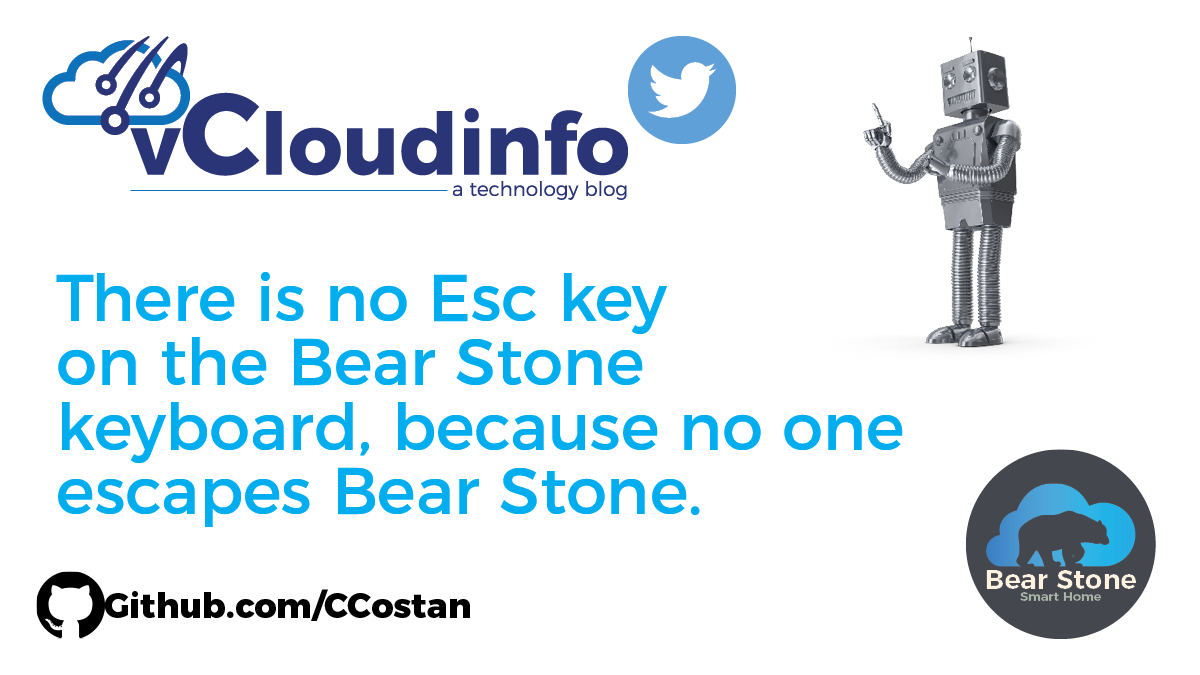 vCloudinfo
a technology blog
There is no Esc key
on the Bear Stone
keyboard, because no one
escapes Bear Stone.
Bear Stone
Smart Home
Github.com/CCostan